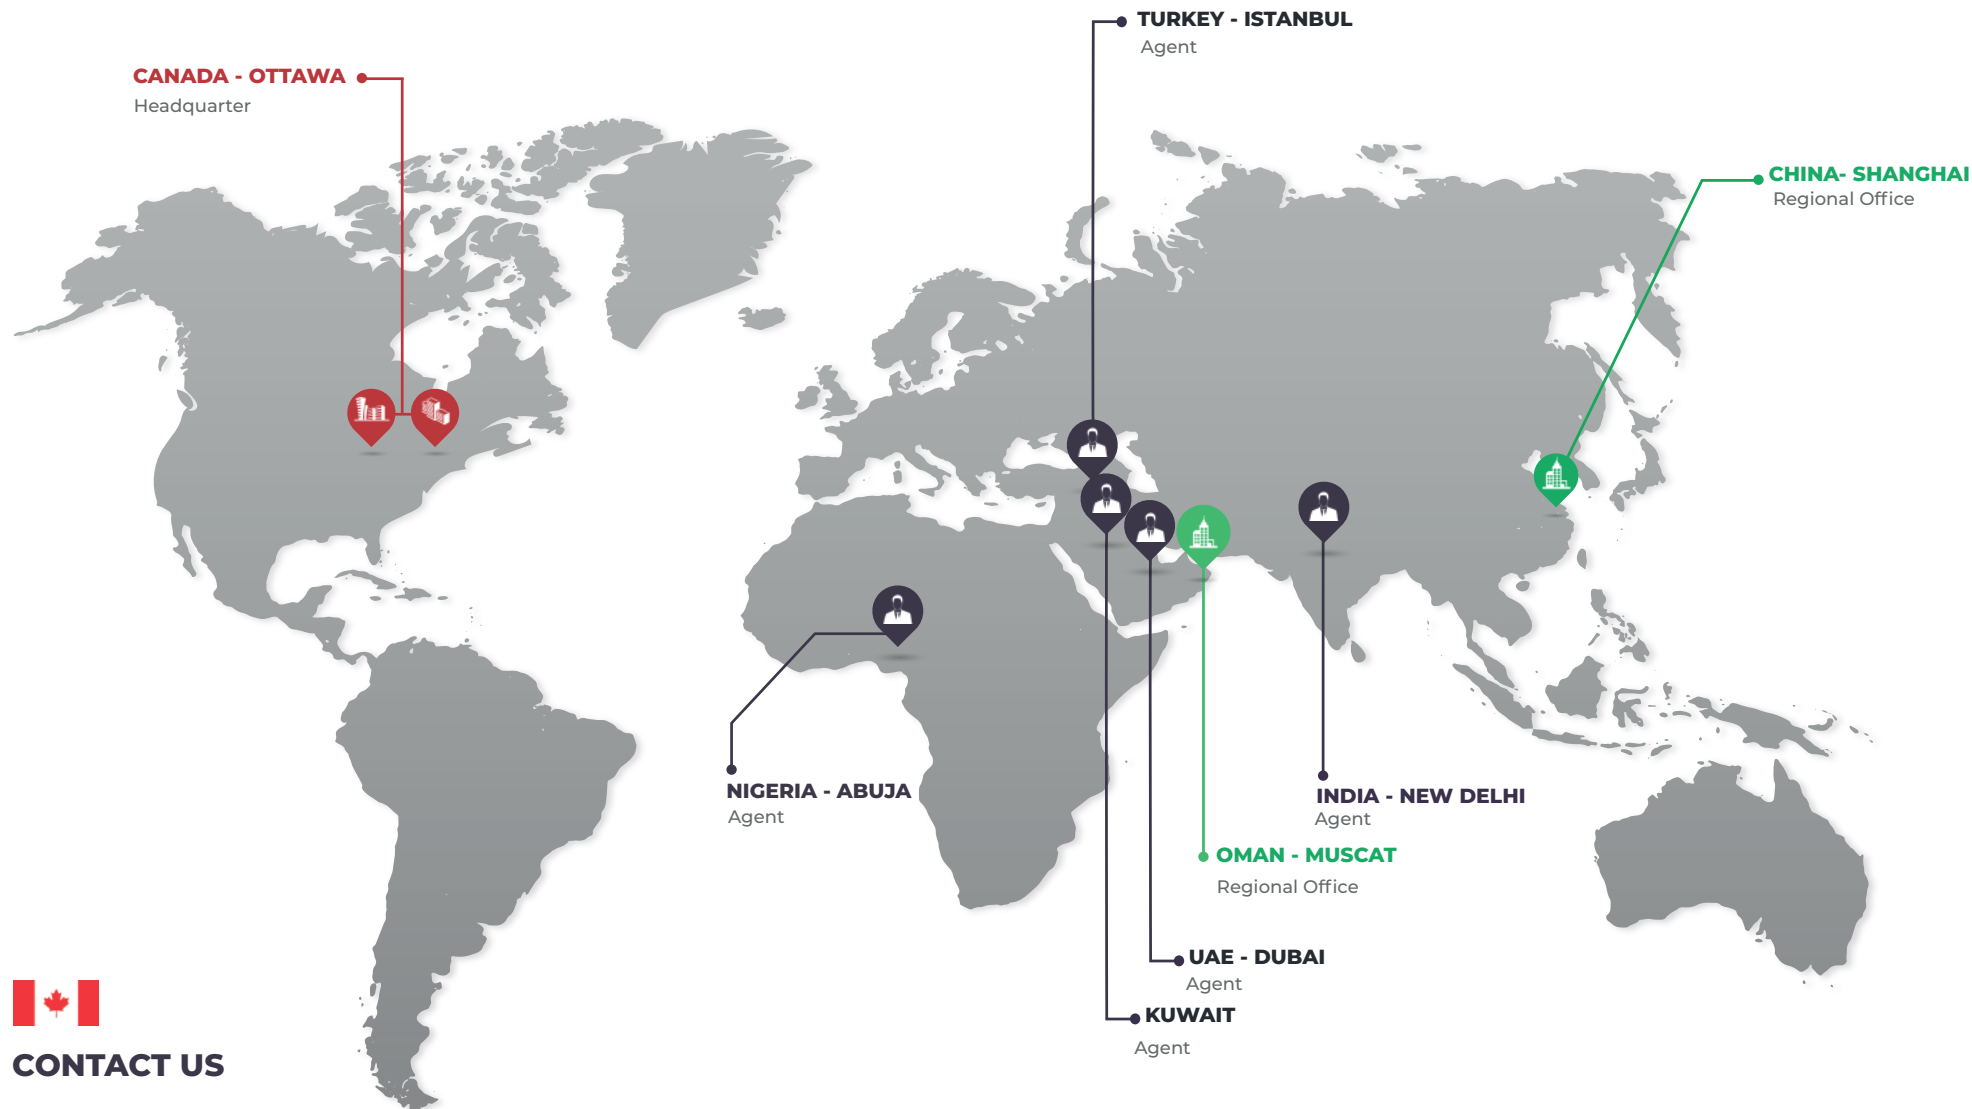 TURKEY - ISTANBUL
Agent
CANADA - OTTAWA
Headquarter
CHINA- SHANGHAI
Regional Office
NIGERIA - ABUJA
Agent
INDIA - NEW DELHI
Agent
OMAN - MUSCAT
Regional Office
UAE - DUBAI
Agent
KUWAIT
Agent
CONTACT US